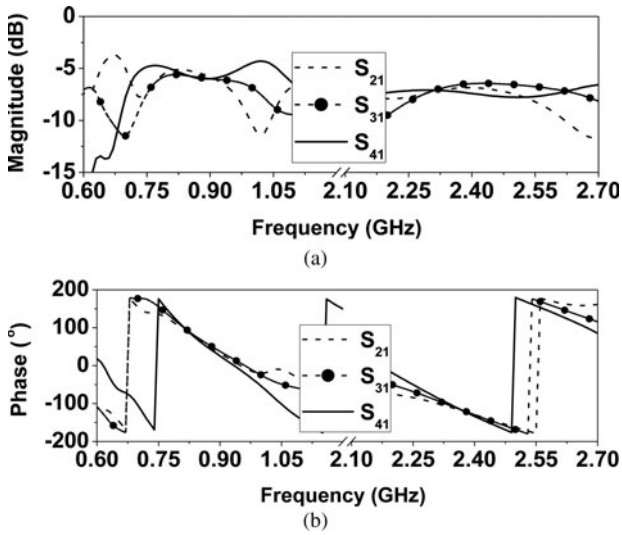 0
-5
-10
-15
Magnitude (dB)
S21
S31
S41
0.60 0.75 0.90 1.05 2.10 2.25 2.40 2.55 2.70
Frequency (GHz)
(a)
200
100
0
-100
-200
Phase (°)
S21
S31
S41
0.60 0.75 0.90 1.05 2.10 2.25 2.40 2.55 2.70
Frequency (GHz)
(b)